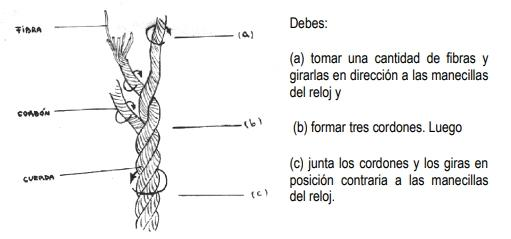 FIBRA
(a)
CORDÓN
(b)
CUERDA
(c)
Debes:
(a) tomar una cantidad de fibras y
girarlas en dirección a las manecillas
del reloj y
(b) formar tres cordones. Luego
(c) junta los cordones y los giras en
posición contraria a las manecillas
del reloj.